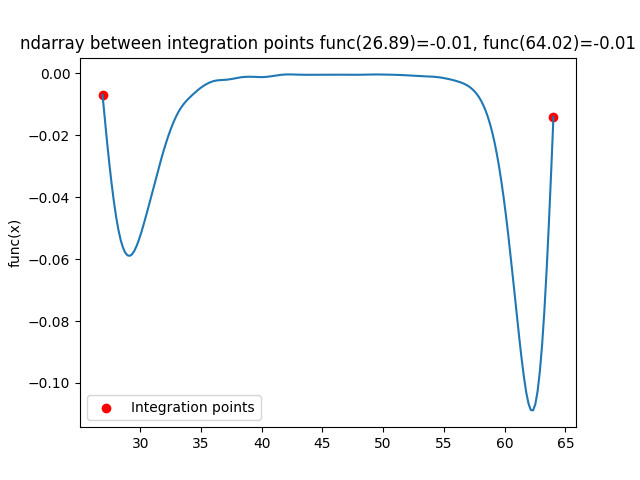 ndarray between integration points func(26.89)=-0.01, func(64.02)=-0.01
0.00
−0.02
−0.04
−0.06
−0.08
−0.10
func(x)
Integration points
30 35 40 45 50 55 60 65